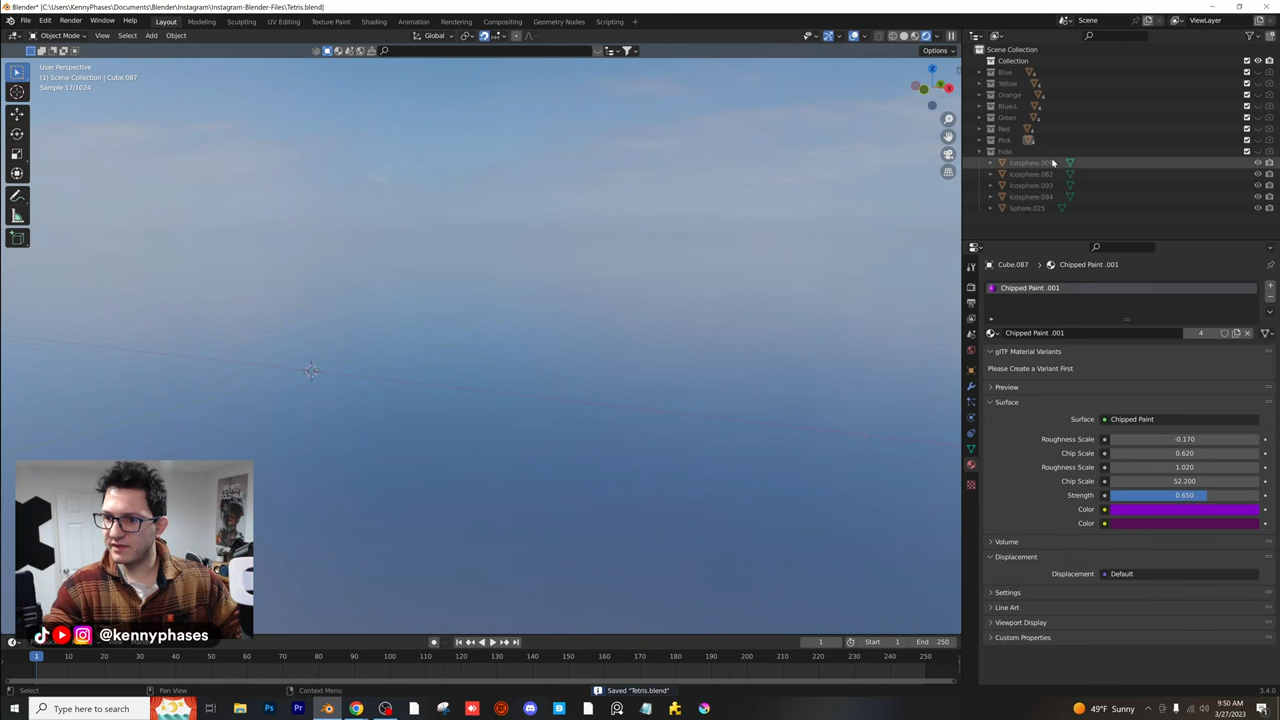 Blender* [C:\Users\KennyPhases\Documents\Blender\Instagram\Instagram-Blender-Files\Tetris.blend]
File Edit Render Window Help Layout Modeling Sculpting UV Editing Texture Paint Shading Animation Rendering Compositing Geometry Nodes Scripting + Scene ViewLayer
Object Mode View Select Add Object Global
Options
User Perspective
(1) Scene Collection | Cube.087
Sample 17/1024
Z
Y
X
Scene Collection
Collection
Blue 4
Yellow 4
Orange 4
Blue-L 4
Green 4
Red 4
Pink
hide
Icosphere.082
Icosphere.093
Icosphere.094
Sphere.025
Cube.087 > Chipped Paint .001
Chipped Paint .001
Chipped Paint .001 4
glTF Material Variants
Please Create a Variant First
Preview
Surface
Surface Chipped Paint
Roughness Scale -0.170
Chip Scale 0.620
Roughness Scale 1.020
Chip Scale 52.200
Strength 0.650
Color
Color
Volume
Displacement
Displacement Default
Settings
Line Art
Viewport Display
Custom Properties
@kennyphases
1 Start 1 End 250
1 10 20 30 40 50 60 70 80 90 100 110 120 130 140 150 160 170 180 190 200 210 220 230 240 250
Select Pan View Context Menu Saved "Tetris.blend" 3.4.0
Type here to search 49°F Sunny 9:50 AM
3/27/2023